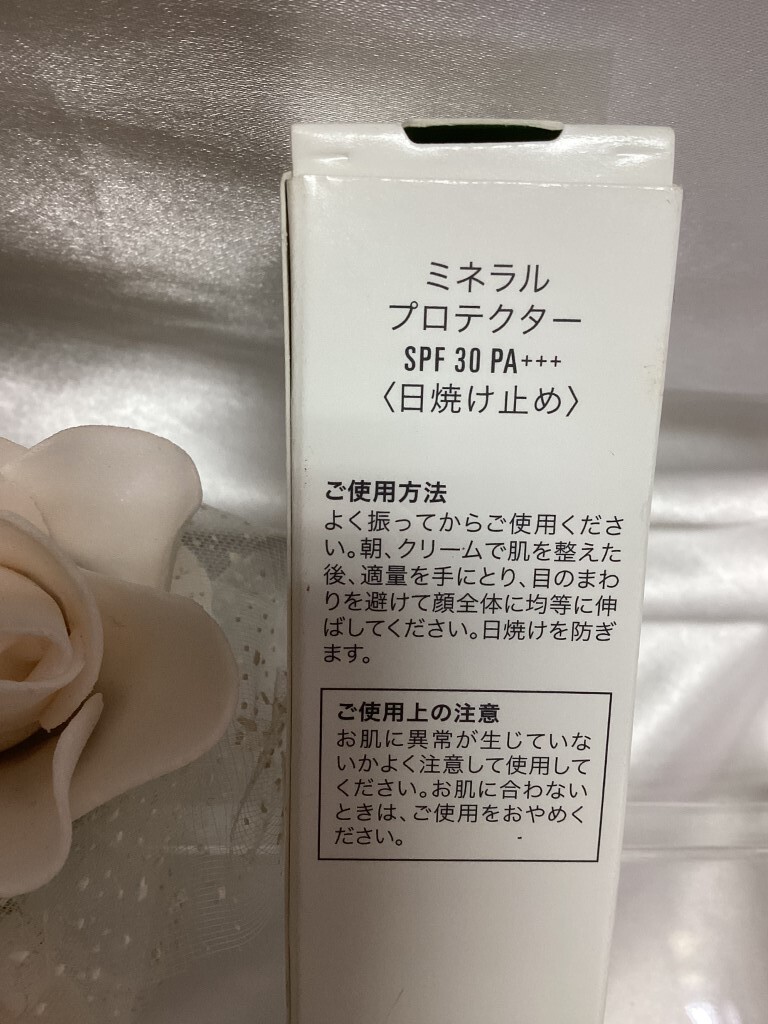 ミネラル
プロテクター
SPF 30 PA+++
〈日焼け止め〉
ご使用方法
よく振ってからご使用くださ
い。朝、クリームで肌を整えた
後、適量を手にとり、目のまわ
りを避けて顔全体に均等に伸
ばしてください。日焼けを防ぎ
ます。
ご使用上の注意
お肌に異常が生じていな
いかよく注意して使用して
ください。お肌に合わない
ときは、ご使用をおやめく
ださい。